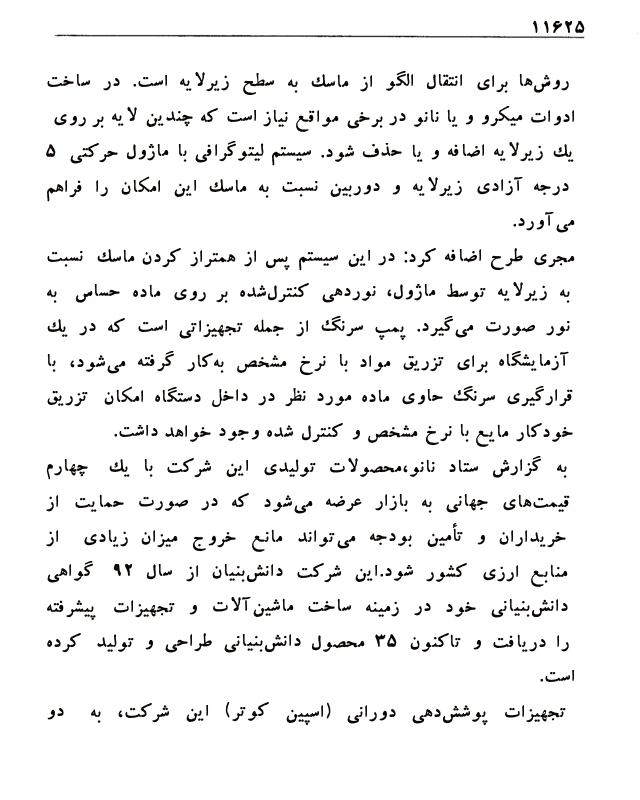 ۱۱۶۲۵
روش‌ها برای انتقال الگو از ماسك به سطح زیرلایه است. در ساخت
ادوات میکرو و یا نانو در برخی مواقع نیاز است که چندین لایه بر روی
یك زیرلایه اضافه و یا حذف شود. سیستم لیتوگرافی با ماژول حرکتی ۵
درجه آزادی زیرلایه و دوربین نسبت به ماسك این امکان را فراهم
می‌آورد.
مجری طرح اضافه کرد: در این سیستم پس از همتراز کردن ماسك نسبت
به زیرلایه توسط ماژول، نوردهی کنترل‌شده بر روی ماده حساس به
نور صورت می‌گیرد. پمپ سرنگ از جمله تجهیزاتی است که در یك
آزمایشگاه برای تزریق مواد با نرخ مشخص به‌کار گرفته می‌شود، با
قرارگیری سرنگ حاوی ماده مورد نظر در داخل دستگاه امکان تزریق
خودکار مایع با نرخ مشخص و کنترل شده وجود خواهد داشت.
به گزارش ستاد نانو،محصولات تولیدی این شرکت با یك چهارم
قیمت‌های جهانی به بازار عرضه می‌شود که در صورت حمایت از
خریداران و تأمین بودجه می‌تواند مانع خروج میزان زیادی از
منابع ارزی کشور شود.این شرکت دانش‌بنیان از سال ۹۲ گواهی
دانش‌بنیانی خود در زمینه ساخت ماشین‌آلات و تجهیزات پیشرفته
را دریافت و تاکنون ۳۵ محصول دانش‌بنیانی طراحی و تولید کرده
است.
تجهیزات پوشش‌دهی دورانی (اسپین کوتر) این شرکت، به دو